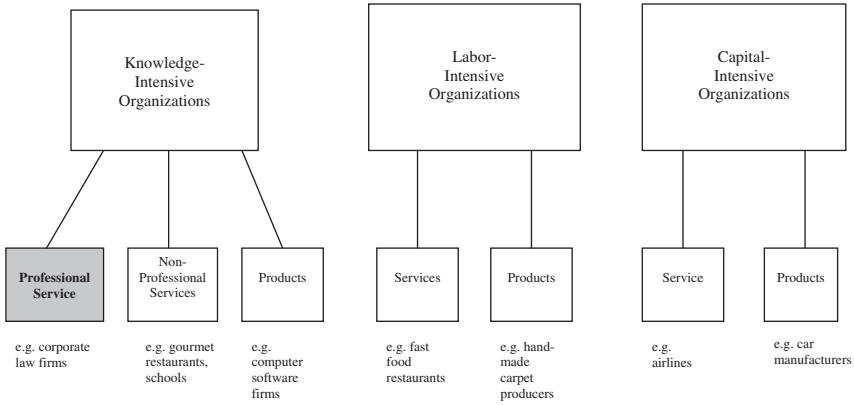 Knowledge-
Intensive
Organizations
Labor-
Intensive
Organizations
Capital-
Intensive
Organizations
Professional
Service
Non-
Professional
Services
Products
Services
Products
Service
Products
e.g. corporate
law firms
e.g. gourmet
restaurants,
schools
e.g.
computer
software
firms
e.g. fast
food
restaurants
e.g. hand-
made
carpet
producers
e.g.
airlines
e.g. car
manufacturers